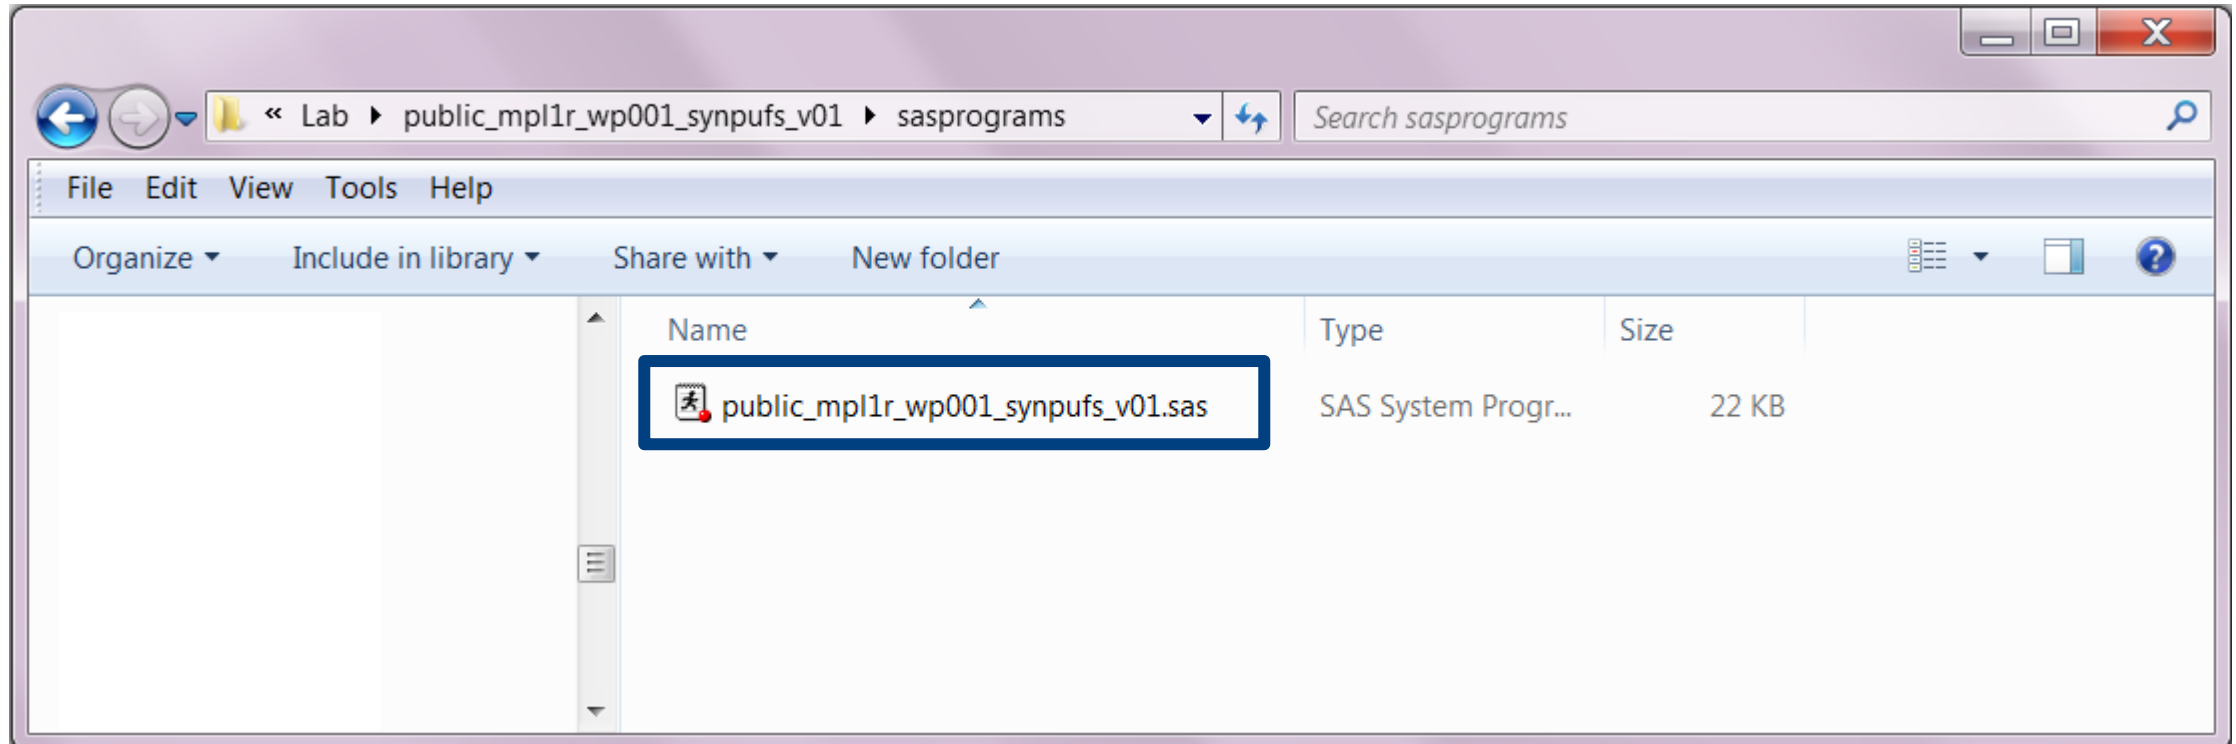 « Lab ▸ public_mpl1r_wp001_synpufs_v01 ▸ sasprograms Search sasprograms
File Edit View Tools Help
Organize Include in library Share with New folder
Name Type Size
public_mpl1r_wp001_synpufs_v01.sas SAS System Progr... 22 KB